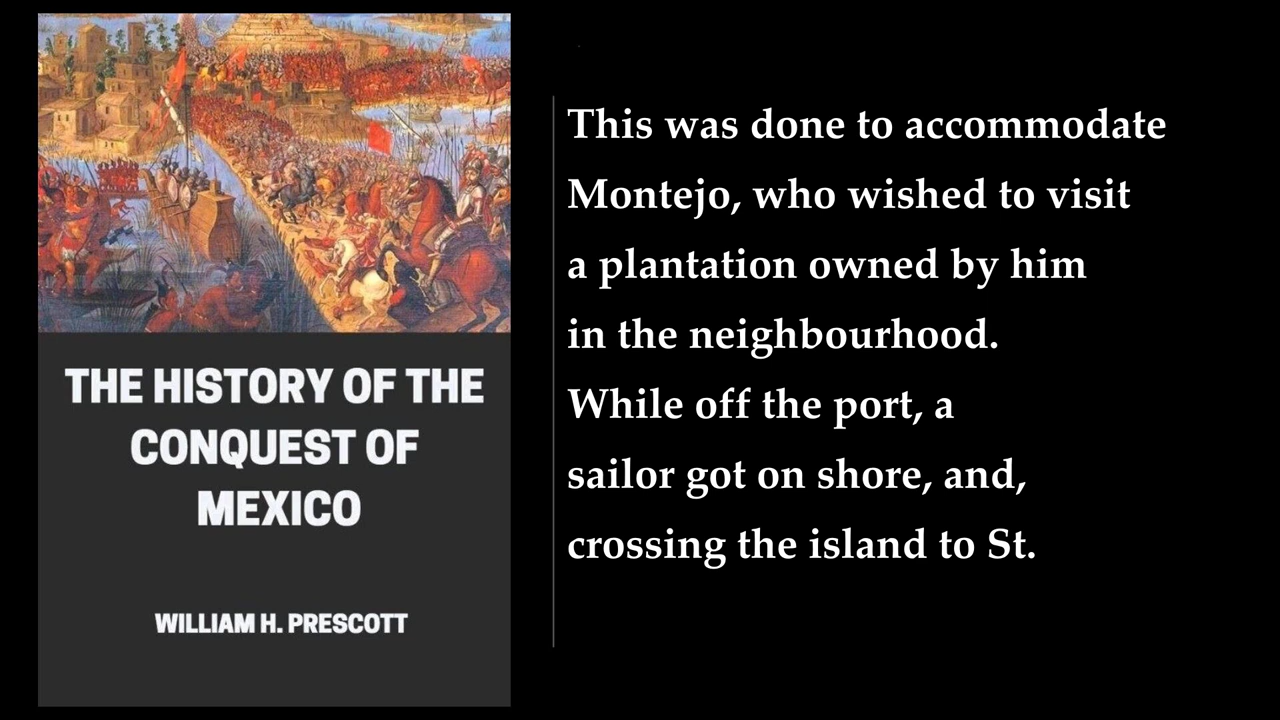 THE HISTORY OF THE
CONQUEST OF
MEXICO
WILLIAM H. PRESCOTT
This was done to accommodate
Montejo, who wished to visit
a plantation owned by him
in the neighbourhood.
While off the port, a
sailor got on shore, and,
crossing the island to St.